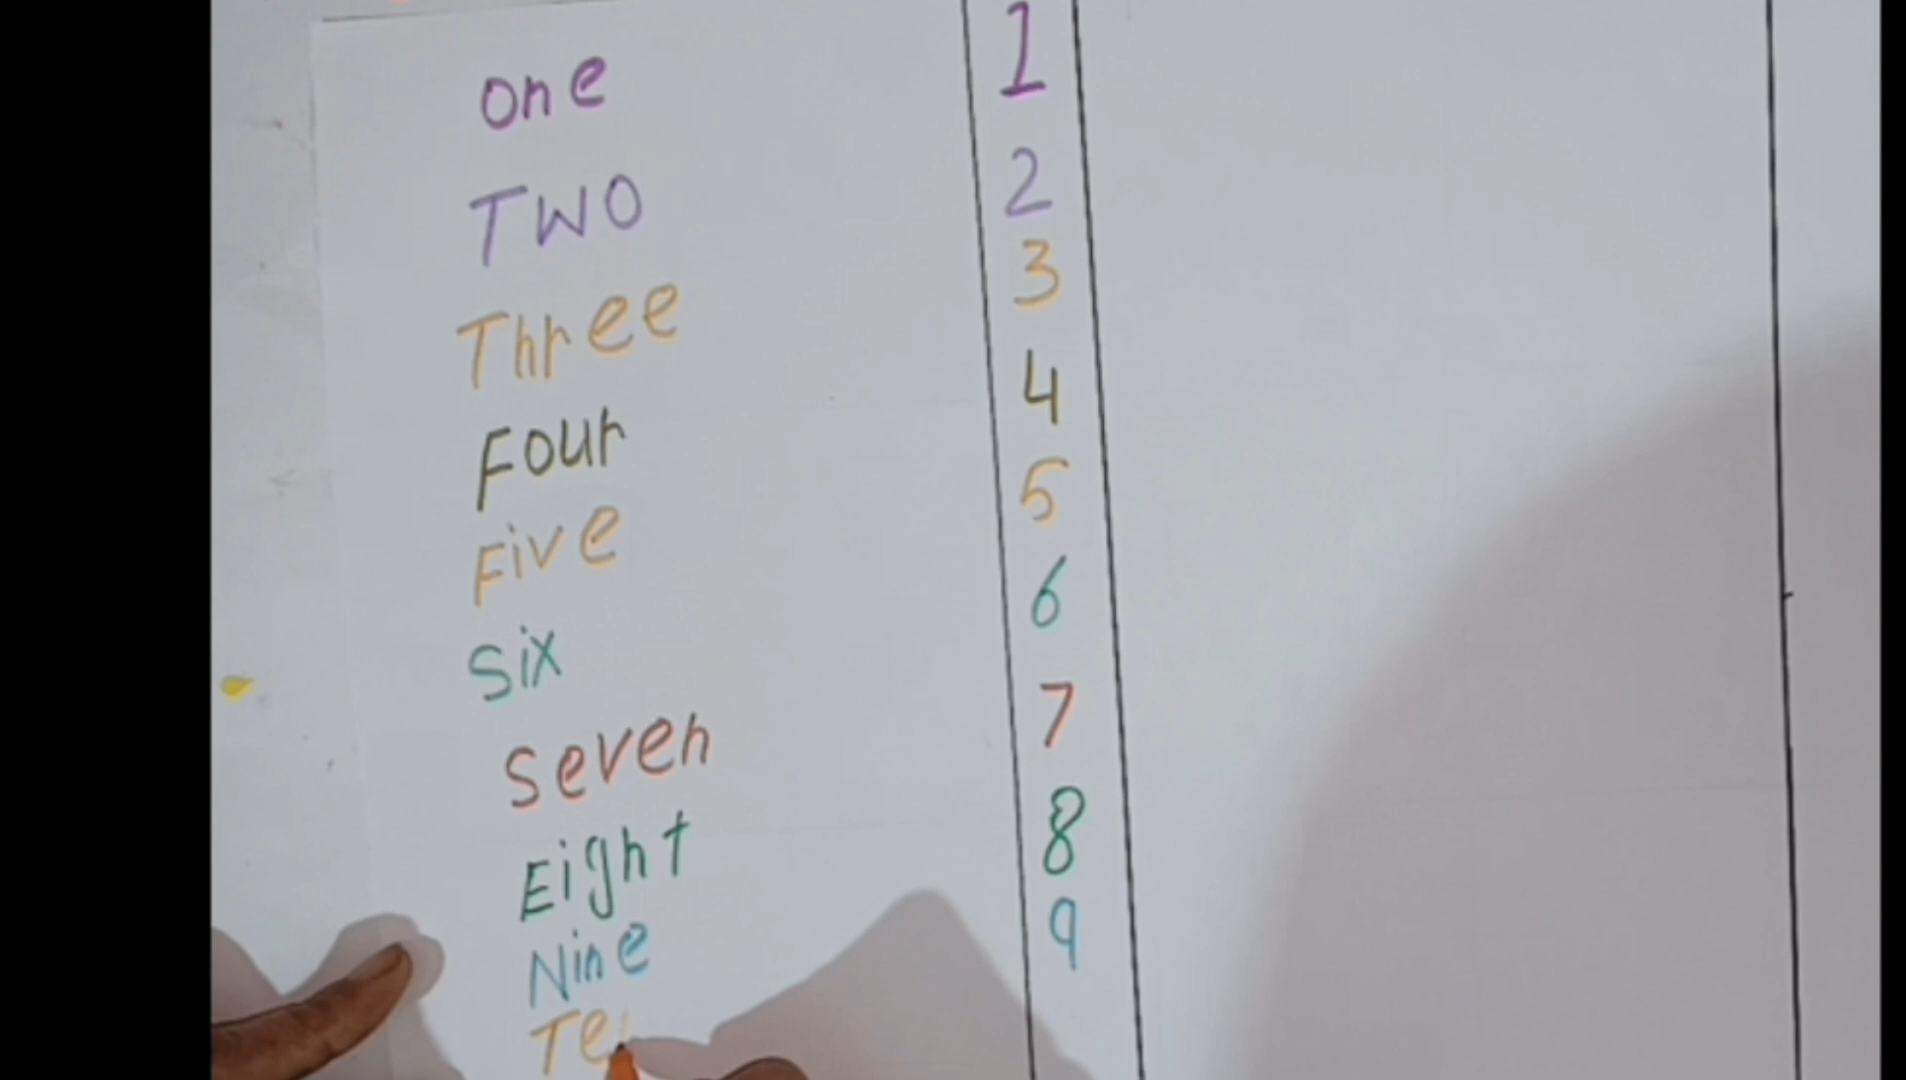 one 1
TWO 2
Three 3
Four 4
Five 5
Six 6
Seven 7
Eight 8
Nine 9
Te